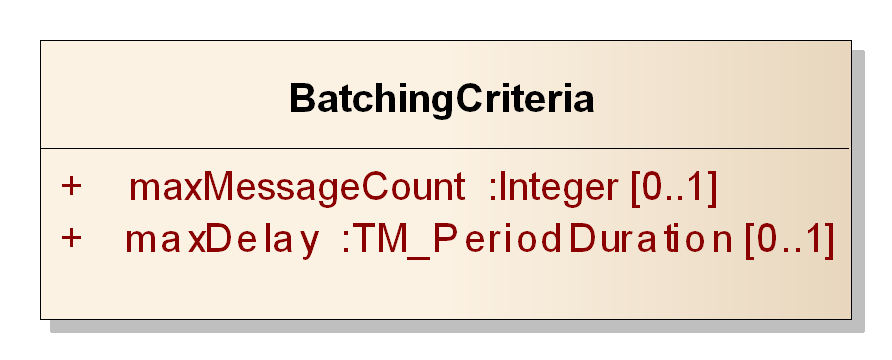 BatchingCriteria
+ maxMessageCount :Integer [0..1]
+ maxDelay :TM_PeriodDuration [0..1]